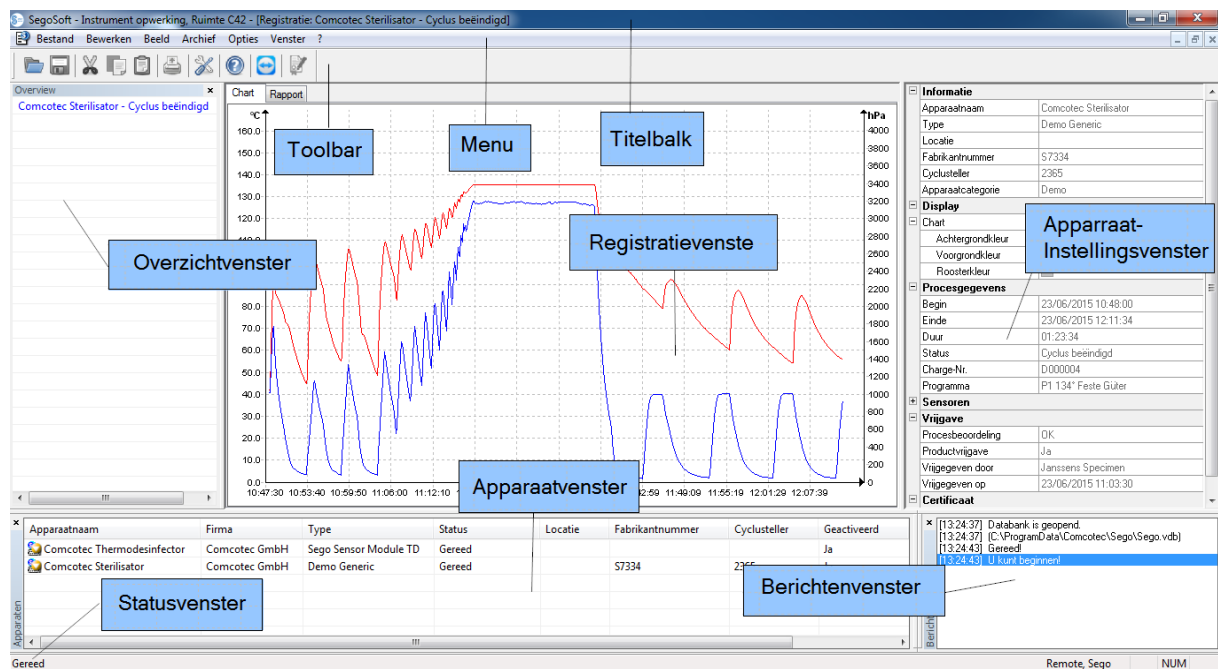 SegoSoft - Instrument opwerking, Ruimte C42 - [Registratie: Comcotec Sterilisator - Cyclus beëindigd]
Bestand Bewerken Beeld Archief Opties Venster ?
Overview
Comcotec Sterilisator - Cyclus beëindigd
Chart Rapport
°C
160.0
150.0
140.0
130.0
120.0
80.0
70.0
60.0
50.0
40.0
30.0
20.0
10.0
0.0
hPa
4000
3800
3600
3400
3200
3000
2800
2600
2400
2200
2000
1800
1600
1400
1200
1000
800
600
400
200
0
10:47:30 10:53:40 10:59:50 11:06:00 11:12:10 11:49:09 11:55:19 12:01:29 12:07:39
Toolbar
Menu
Titelbalk
Overzichtvenster
Registratievenste
Apparraat-
Instellingsvenster
Apparaatvenster
Statusvenster
Berichtenvenster
Informatie
Apparaatnaam Comcotec Sterilisator
Type Demo Generic
Locatie
Fabrikantnummer S7334
Cyclusteller 2365
Apparaatcategorie Demo
Display
Chart
Achtergrondkleur
Voorgrondkleur
Roosterkleur
Procesgegevens
Begin 23/06/2015 10:48:00
Einde 23/06/2015 12:11:34
Duur 01:23:34
Status Cyclus beëindigd
Charge-Nr. D000004
Programma P1 134° Feste Güter
Sensoren
Vrijgave
Procesbeoordeling OK
Productvrijgave Ja
Vrijgegeven door Janssens Specimen
Vrijgegeven op 23/06/2015 11:03:30
Certificaat
Apparaten
Apparaatnaam Firma Type Status Locatie Fabrikantnummer Cyclusteller Geactiveerd
Comcotec Thermodesinfector Comcotec GmbH Sego Sensor Module TD Gereed Ja
Comcotec Sterilisator Comcotec GmbH Demo Generic Gereed S7334
[13:24:37] Databank is geopend.
[13:24:37] (C:\ProgramData\Comcotec\Sego\Sego.vdb)
[13:24:43] Gereed!
[13:24:43] U kunt beginnen!
Gereed
Remote, Sego NUM